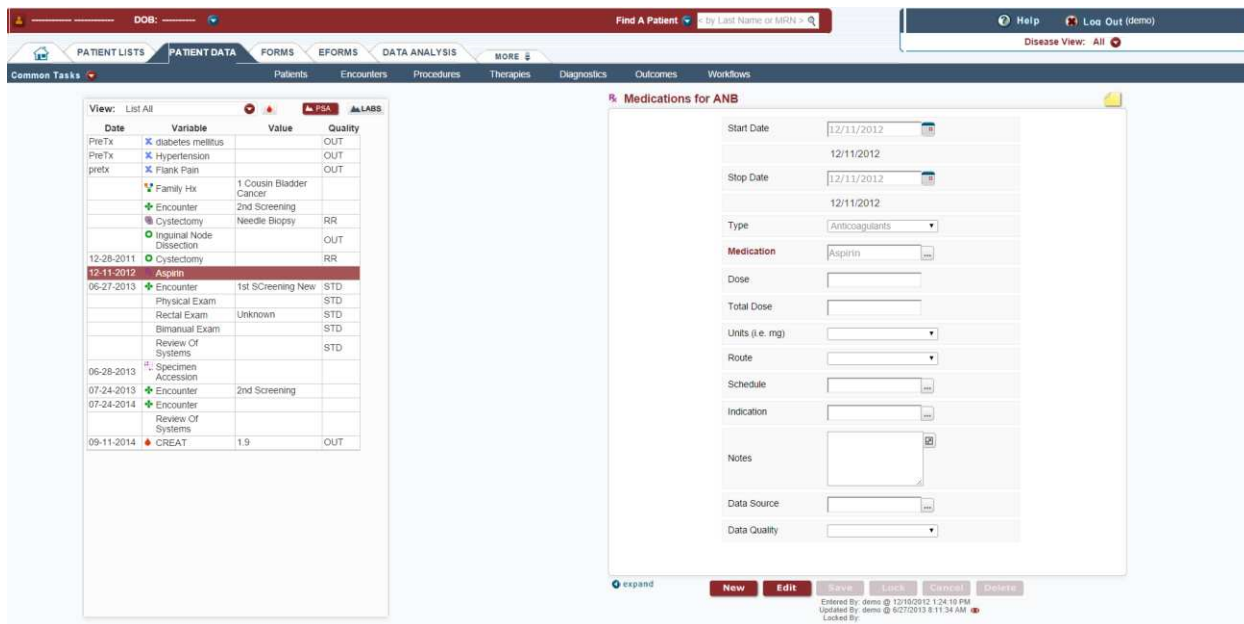 DOB:
Find A Patient < by Last Name or MRN >
Help Log Out (demo)
Disease View: All
PATIENT LISTS PATIENT DATA FORMS EFORMS DATA ANALYSIS MORE
Common Tasks Patients Encounters Procedures Therapies Diagnostics Outcomes Workflows
View: List All PSA LABS
Date Variable Value Quality
PreTx diabetes mellitus OUT
PreTx Hypertension OUT
pretx Flank Pain OUT
Family Hx 1 Cousin Bladder Cancer
Encounter 2nd Screening
Cystectomy Needle Biopsy RR
Inguinal Node Dissection OUT
12-28-2011 Cystectomy RR
12-11-2012 Aspirin
06-27-2013 Encounter 1st SCreening New STD
Physical Exam STD
Rectal Exam Unknown STD
Bimanual Exam STD
Review Of Systems STD
06-28-2013 Specimen Accession
07-24-2013 Encounter 2nd Screening
07-24-2014 Encounter
Review Of Systems
09-11-2014 CREAT 1.9 OUT
Rx Medications for ANB
Start Date 12/11/2012
12/11/2012
Stop Date 12/11/2012
12/11/2012
Type Anticoagulants
Medication Aspirin ...
Dose
Total Dose
Units (i.e. mg)
Route
Schedule ...
Indication ...
Notes
Data Source ...
Data Quality
expand New Edit Save Lock Cancel Delete
Entered By: demo @ 12/10/2012 1:24:10 PM
Updated By: demo @ 6/27/2013 8:11:34 AM
Locked By: